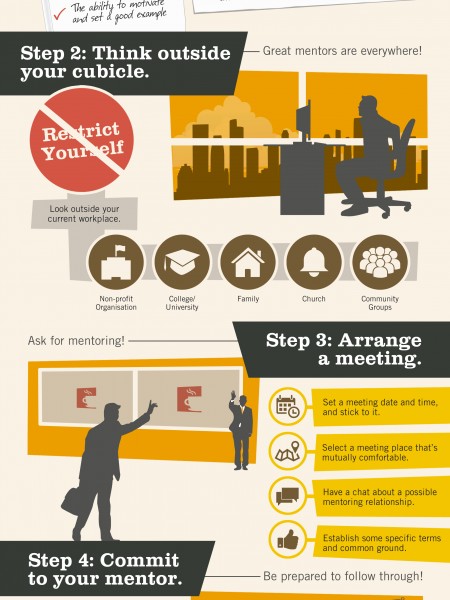 The ability to motivate
and set a good example
Step 2: Think outside
your cubicle.
Great mentors are everywhere!
Restrict
Yourself
Look outside your
current workplace.
Non-profit
Organisation
College/
University
Family
Church
Community
Groups
Ask for mentoring!
Step 3: Arrange
a meeting.
Set a meeting date and time,
and stick to it.
Select a meeting place that's
mutually comfortable.
Have a chat about a possible
mentoring relationship.
Establish some specific terms
and common ground.
Step 4: Commit
to your mentor.
Be prepared to follow through!